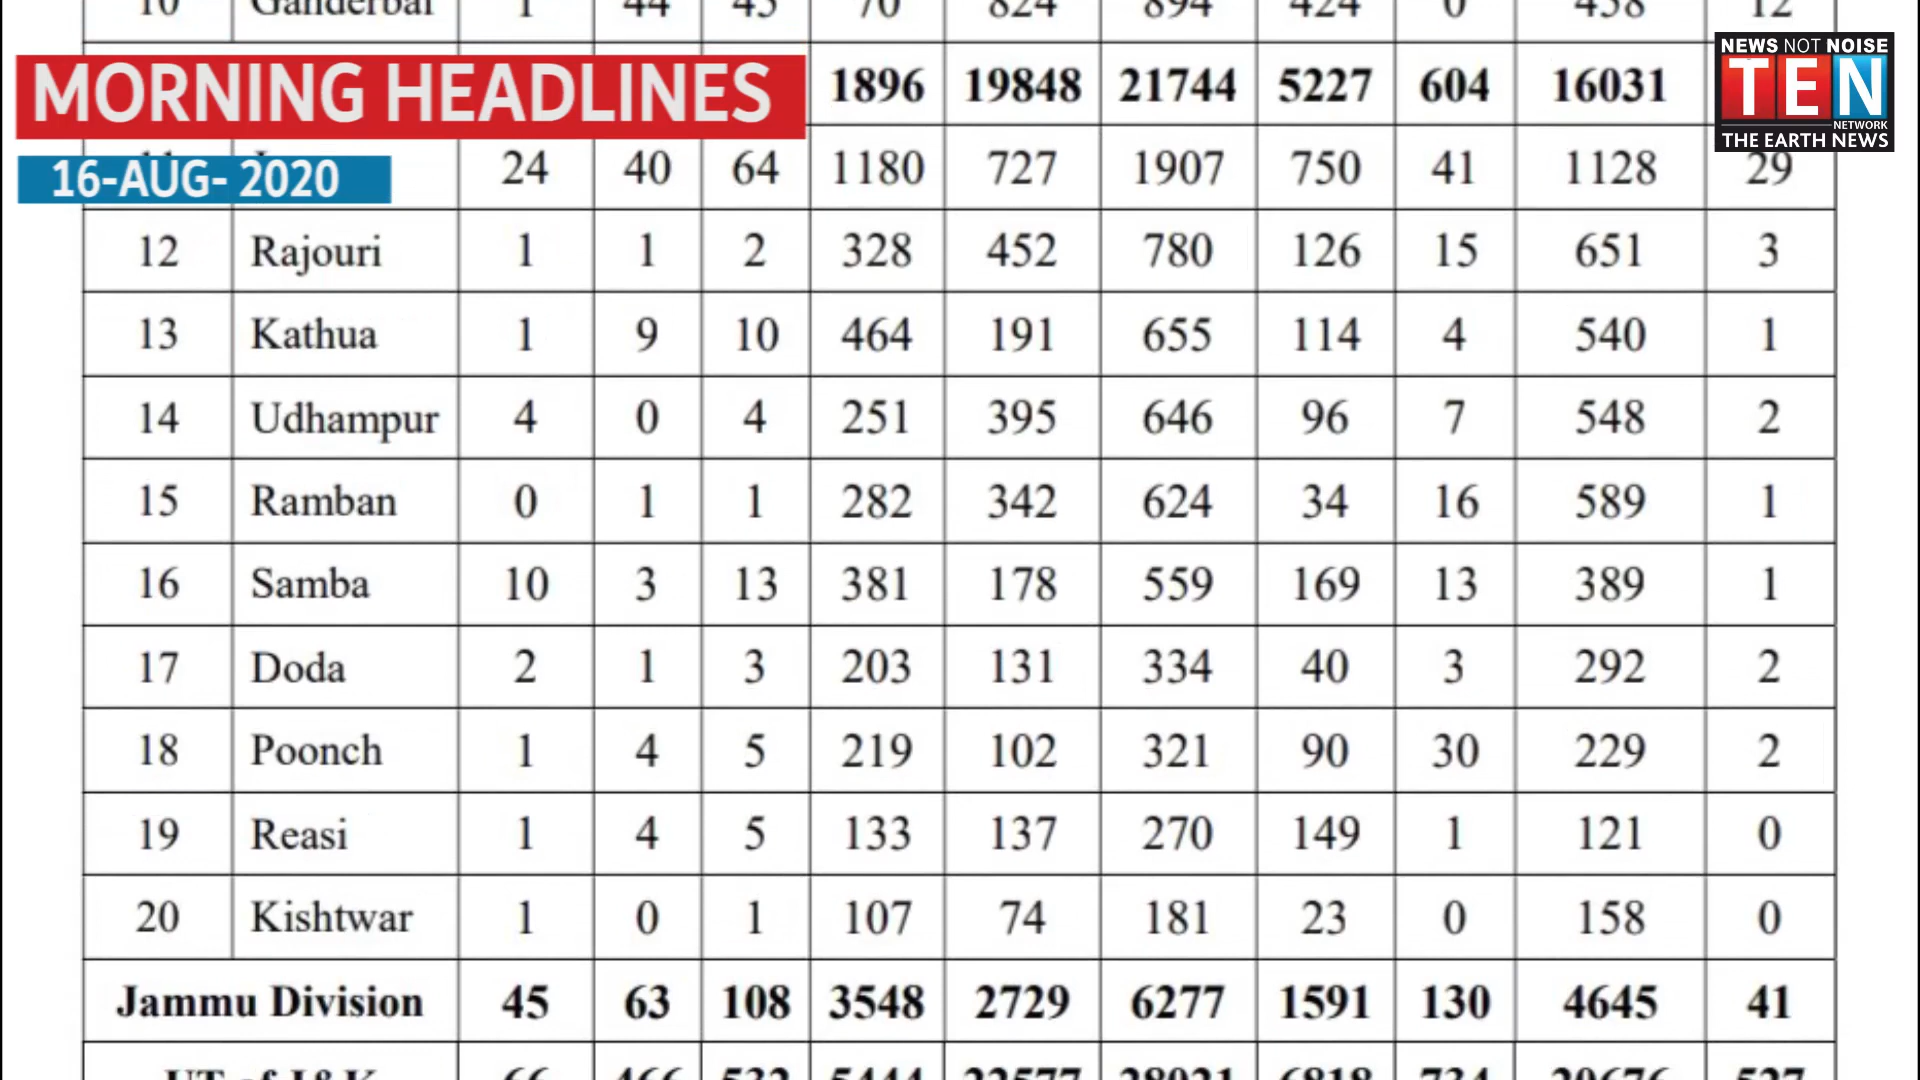 10 Ganderbal 1 44 45 70 824 894 424 0 458 12
MORNING HEADLINES
1896 19848 21744 5227 604 16031
NEWS NOT NOISE
TEN
NETWORK
THE EARTH NEWS
16-AUG- 2020
24 40 64 1180 727 1907 750 41 1128 29
12 Rajouri 1 1 2 328 452 780 126 15 651 3
13 Kathua 1 9 10 464 191 655 114 4 540 1
14 Udhampur 4 0 4 251 395 646 96 7 548 2
15 Ramban 0 1 1 282 342 624 34 16 589 1
16 Samba 10 3 13 381 178 559 169 13 389 1
17 Doda 2 1 3 203 131 334 40 3 292 2
18 Poonch 1 4 5 219 102 321 90 30 229 2
19 Reasi 1 4 5 133 137 270 149 1 121 0
20 Kishtwar 1 0 1 107 74 181 23 0 158 0
Jammu Division 45 63 108 3548 2729 6277 1591 130 4645 41
UT of J&K 66 466 532 5444 22577 28021 6818 734 20676 527